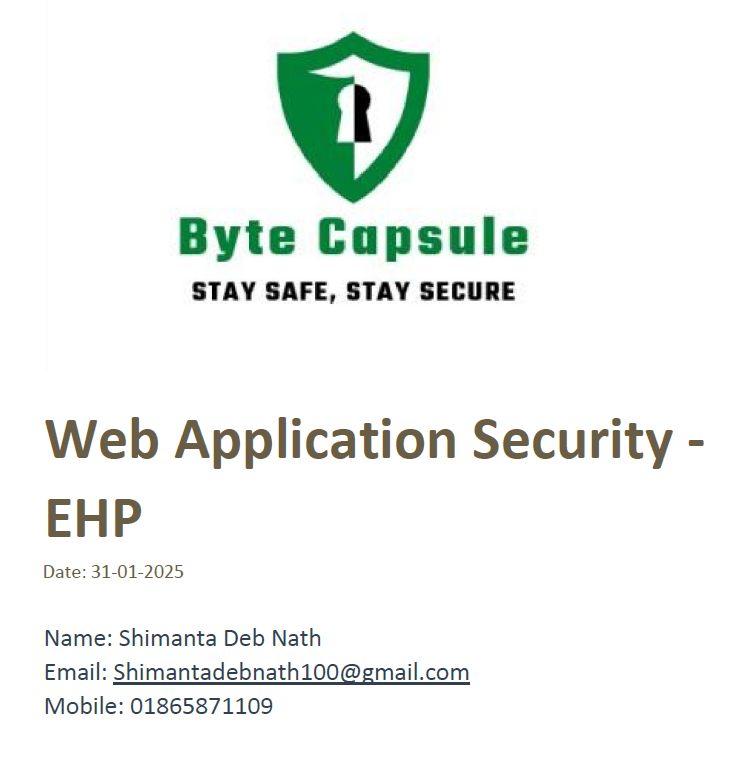 Byte Capsule
STAY SAFE, STAY SECURE
Web Application Security -
EHP
Date: 31-01-2025
Name: Shimanta Deb Nath
Email: Shimantadebnath100@gmail.com
Mobile: 01865871109